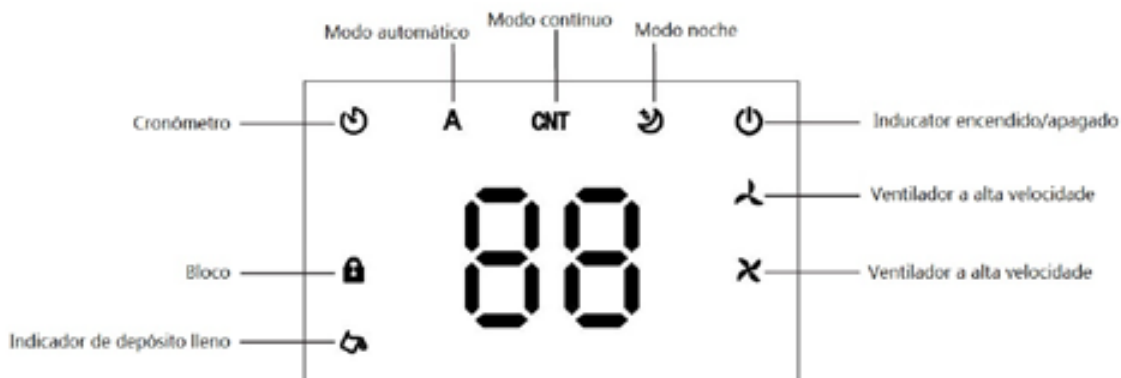 Modo continuo
Modo automático
Modo noche
Cronómetro
A
CNT
Inducator encendido/apagado
88
Ventilador a alta velocidade
Bloco
Ventilador a alta velocidade
Indicador de depósito lleno